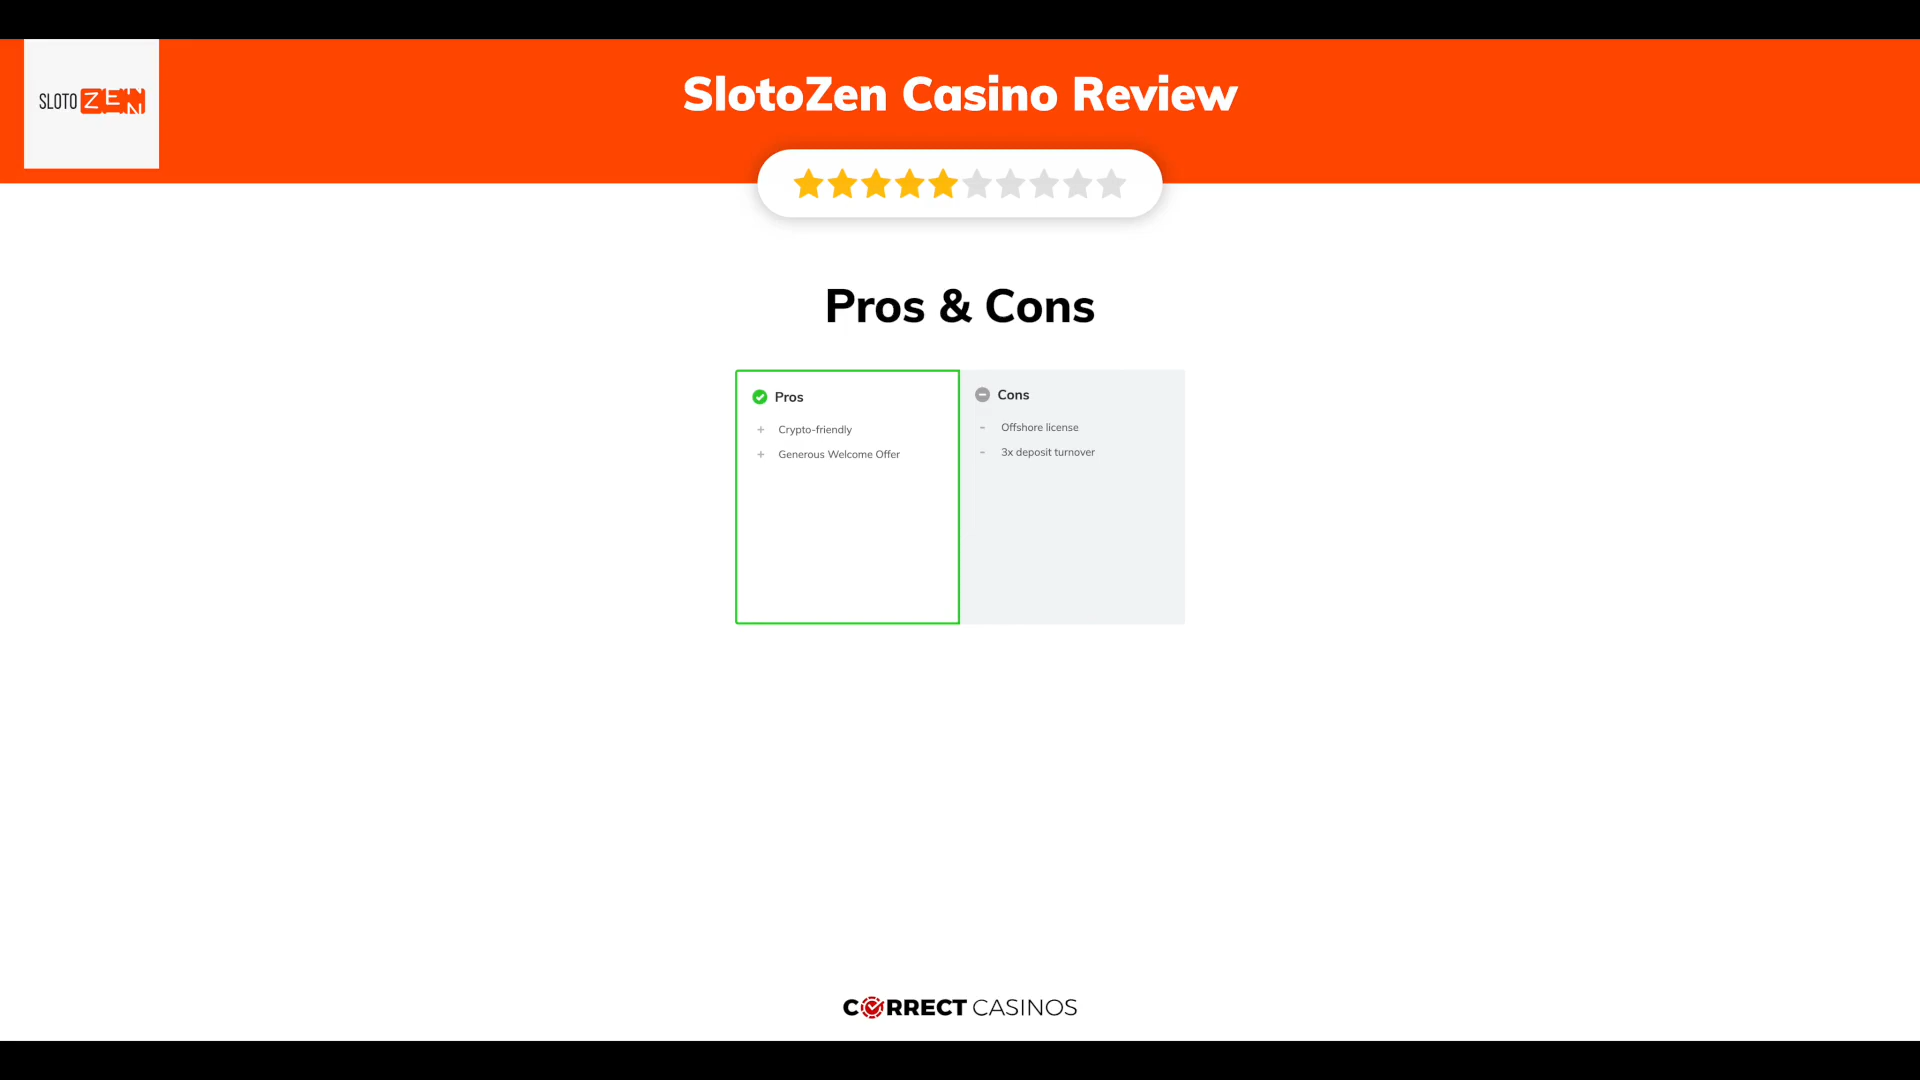 SLOTO ZEN
SlotoZen Casino Review
Pros & Cons
Pros
+ Crypto-friendly
+ Generous Welcome Offer
Cons
- Offshore license
- 3x deposit turnover
CORRECT CASINOS